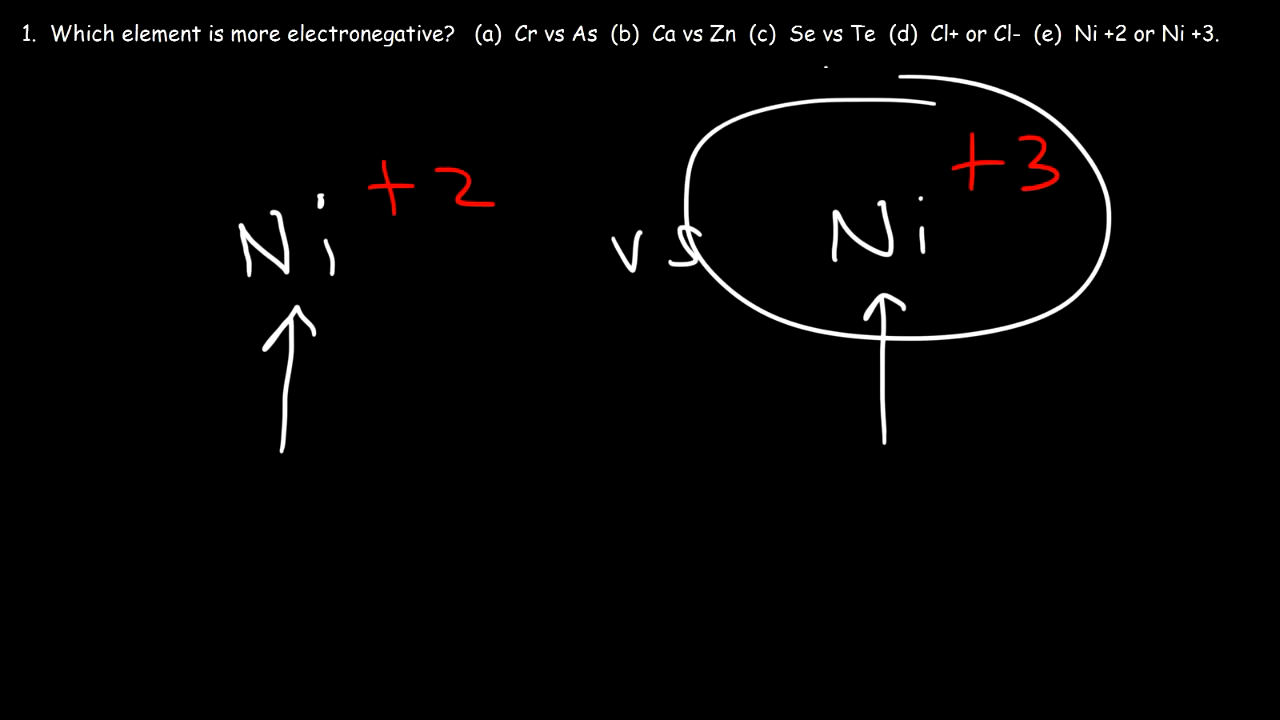 1. Which element is more electronegative? (a) Cr vs As (b) Ca vs Zn (c) Se vs Te (d) Cl+ or Cl- (e) Ni +2 or Ni +3.
Ni +2 vs Ni +3